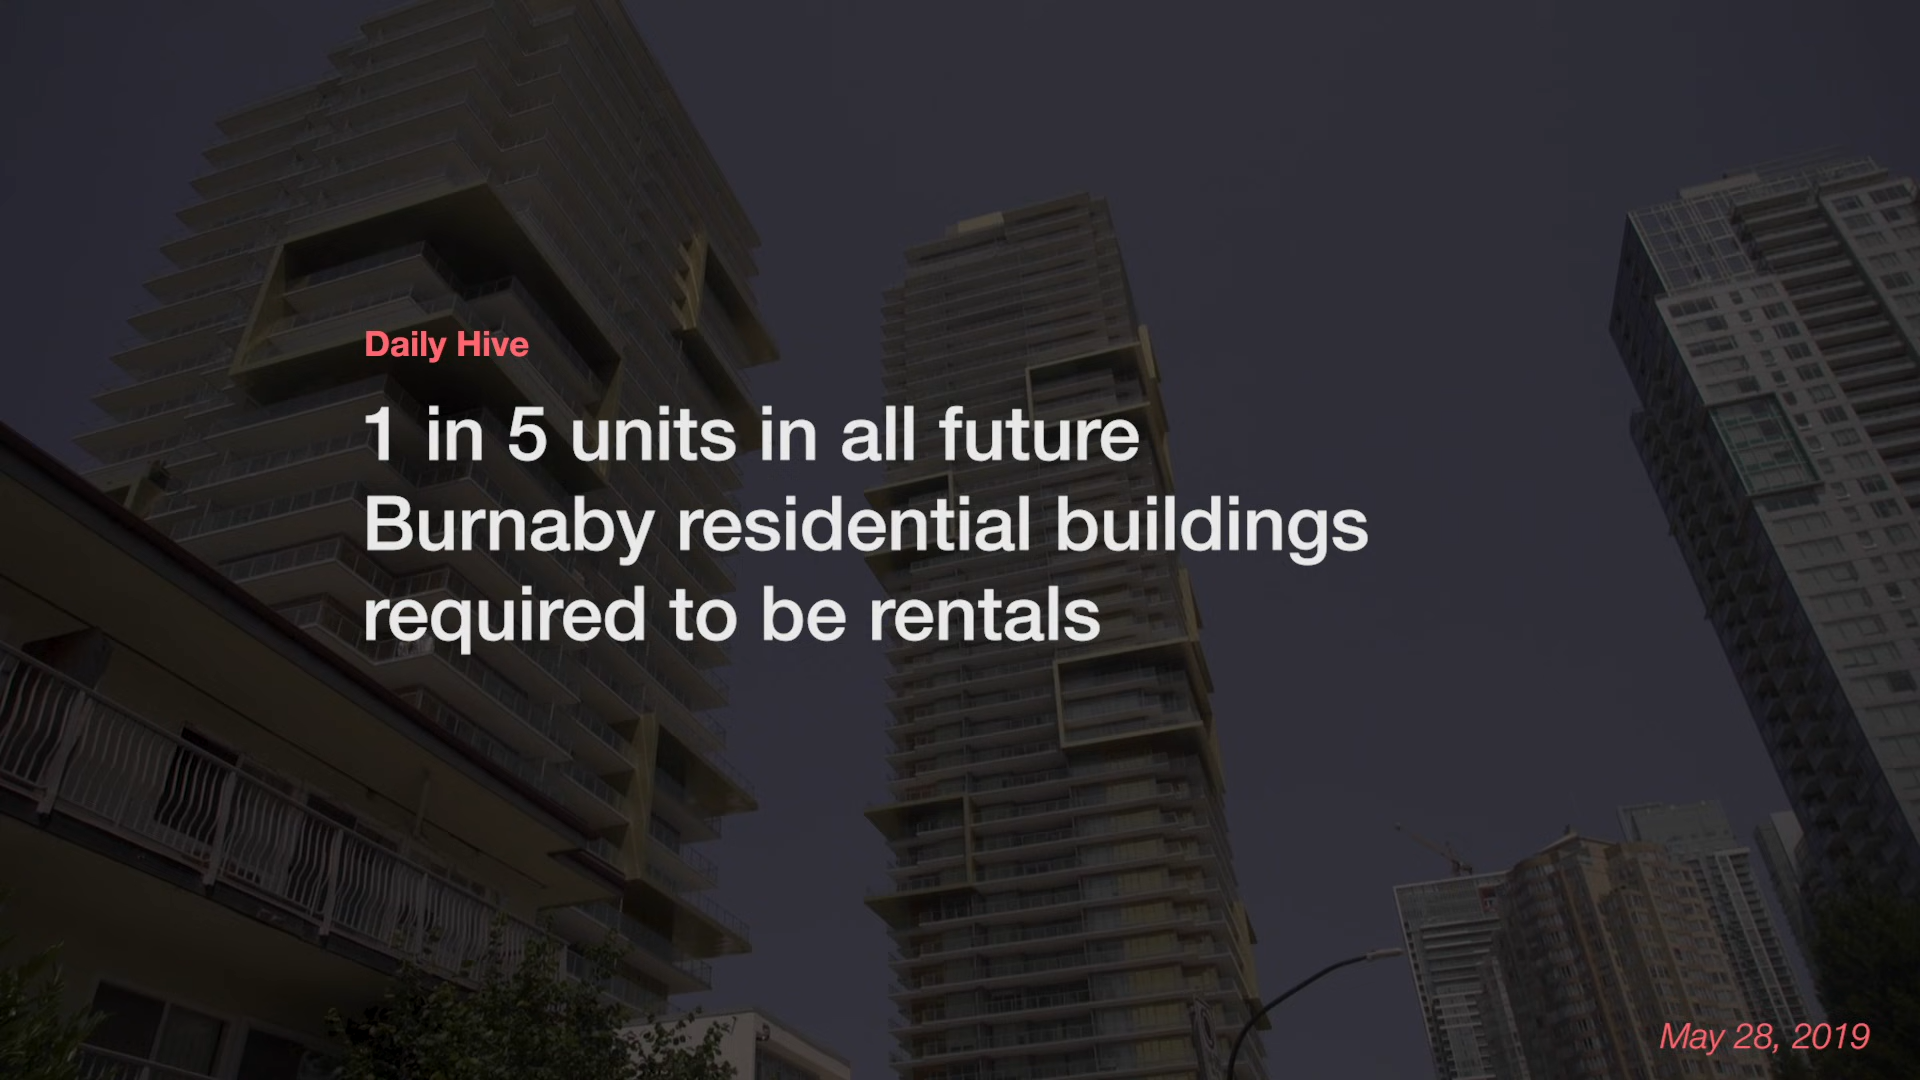 Daily Hive
1 in 5 units in all future
Burnaby residential buildings
required to be rentals
May 28, 2019